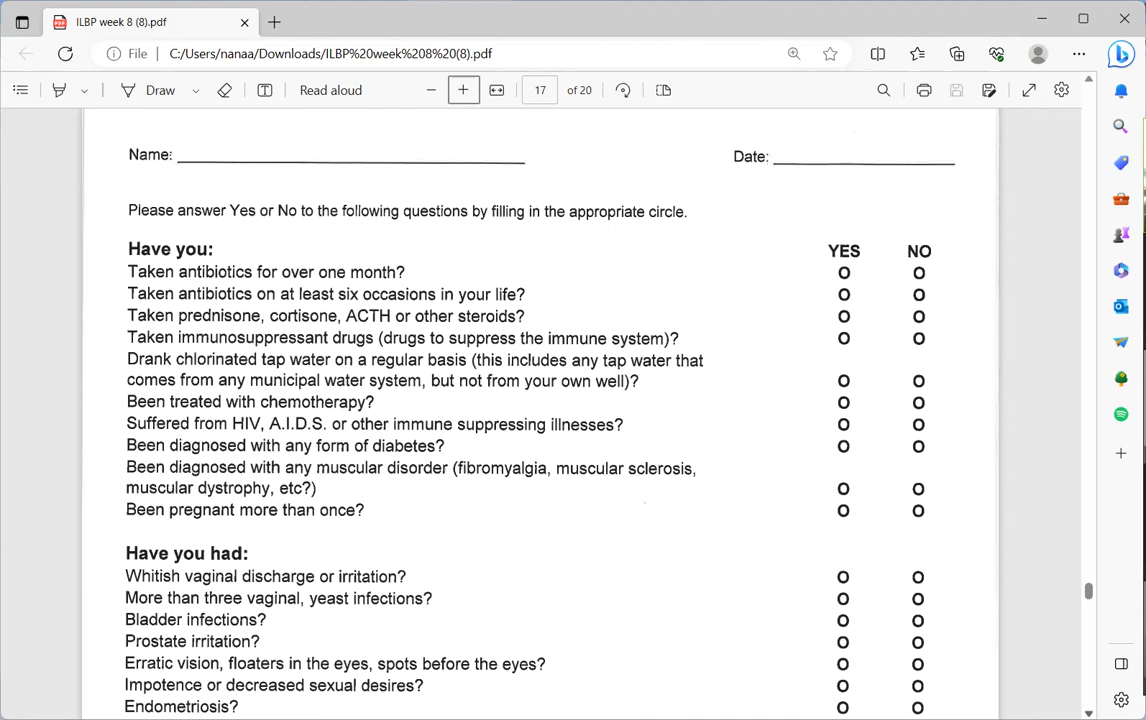 ILBP week 8 (8).pdf
File
C:/Users/nanaa/Downloads/ILBP%20week%208%20(8).pdf
Draw
Read aloud
17 of 20
Name:
Date:
Please answer Yes or No to the following questions by filling in the appropriate circle.
Have you: YES NO
Taken antibiotics for over one month? O O
Taken antibiotics on at least six occasions in your life? O O
Taken prednisone, cortisone, ACTH or other steroids? O O
Taken immunosuppressant drugs (drugs to suppress the immune system)? O O
Drank chlorinated tap water on a regular basis (this includes any tap water that
comes from any municipal water system, but not from your own well)? O O
Been treated with chemotherapy? O O
Suffered from HIV, A.I.D.S. or other immune suppressing illnesses? O O
Been diagnosed with any form of diabetes? O O
Been diagnosed with any muscular disorder (fibromyalgia, muscular sclerosis,
muscular dystrophy, etc?) O O
Been pregnant more than once? O O
Have you had:
Whitish vaginal discharge or irritation? O O
More than three vaginal, yeast infections? O O
Bladder infections? O O
Prostate irritation? O O
Erratic vision, floaters in the eyes, spots before the eyes? O O
Impotence or decreased sexual desires? O O
Endometriosis? O O